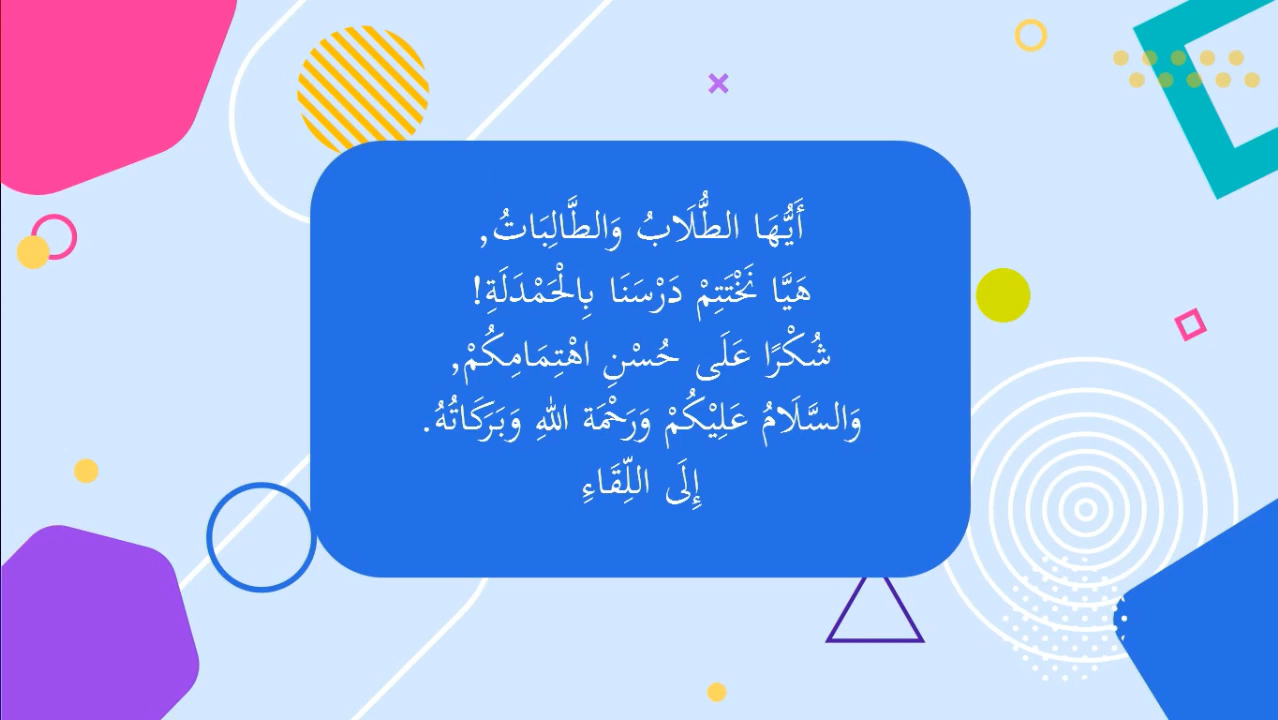 أَيُّهَا الطُّلَابُ وَالطَّالِبَاتُ,
هَيَّا نَخْتَتِمْ دَرْسَنَا بِالْحَمْدَلَةِ!
شُكْرًا عَلَى حُسْنِ اهْتِمَامِكُمْ,
وَالسَّلَامُ عَلَيْكُمْ وَرَحْمَة اللهِ وَبَرَكَاتُهُ.
إِلَى اللِّقَاءِ